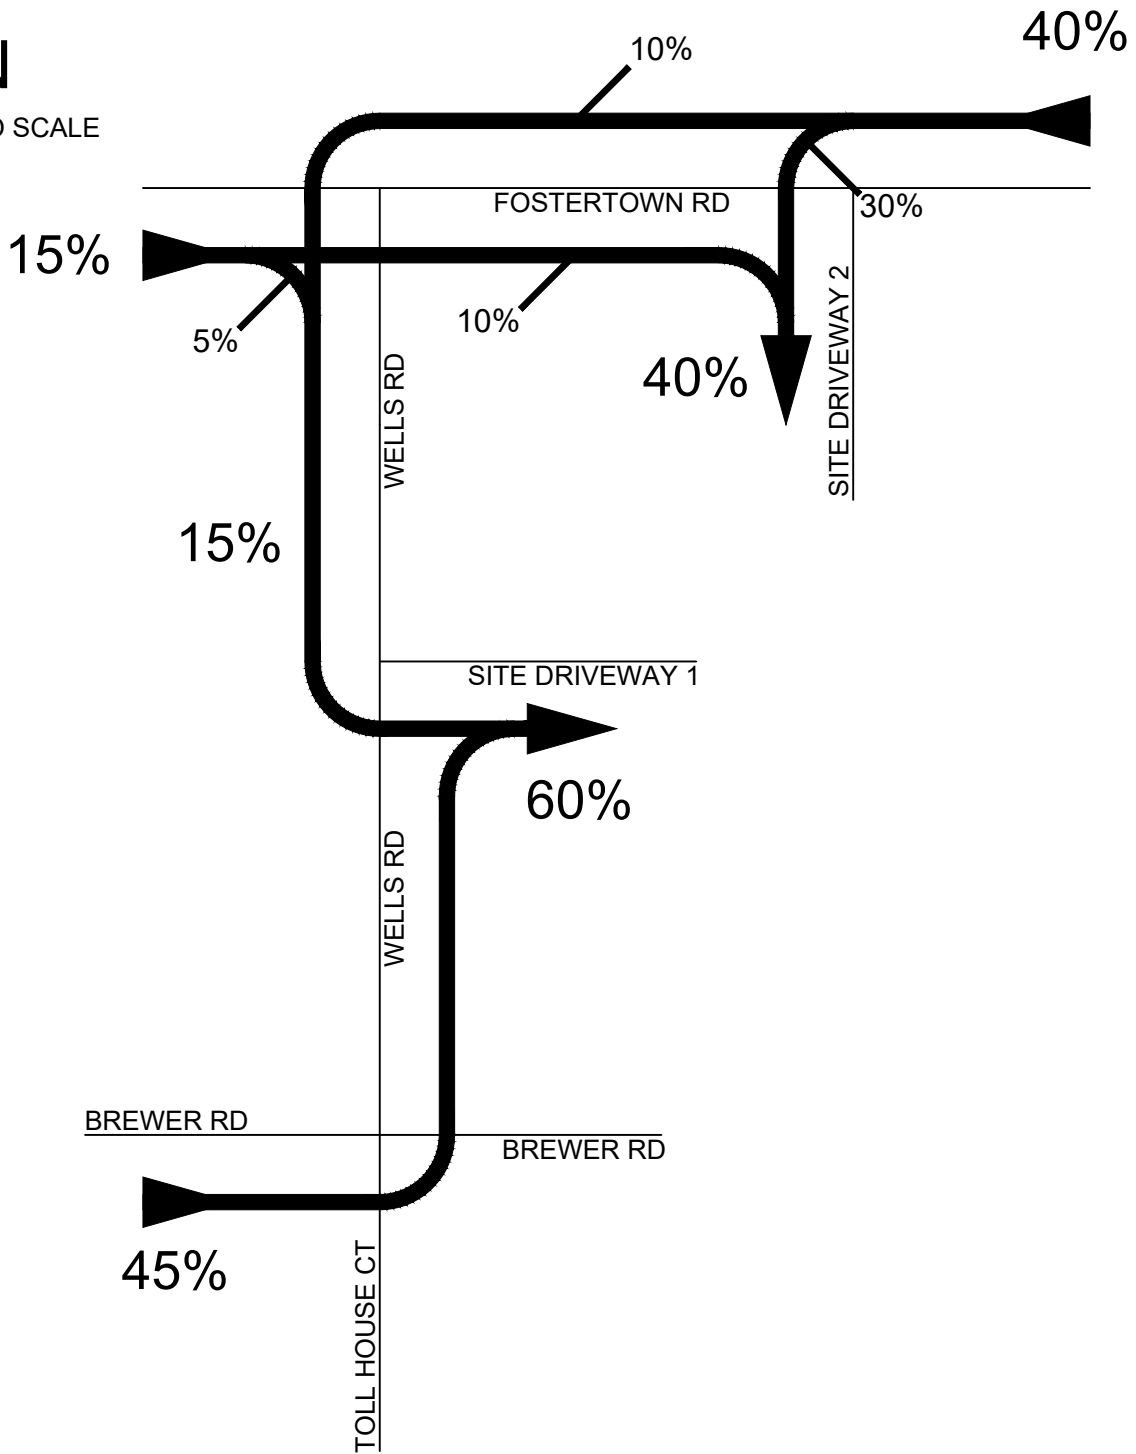 40%
10%
N
SCALE
FOSTERTOWN RD
30%
15%
10%
5%
40%
SITE DRIVEWAY 2
WELLS RD
15%
SITE DRIVEWAY 1
60%
WELLS RD
BREWER RD
BREWER RD
45%
TOLL HOUSE CT